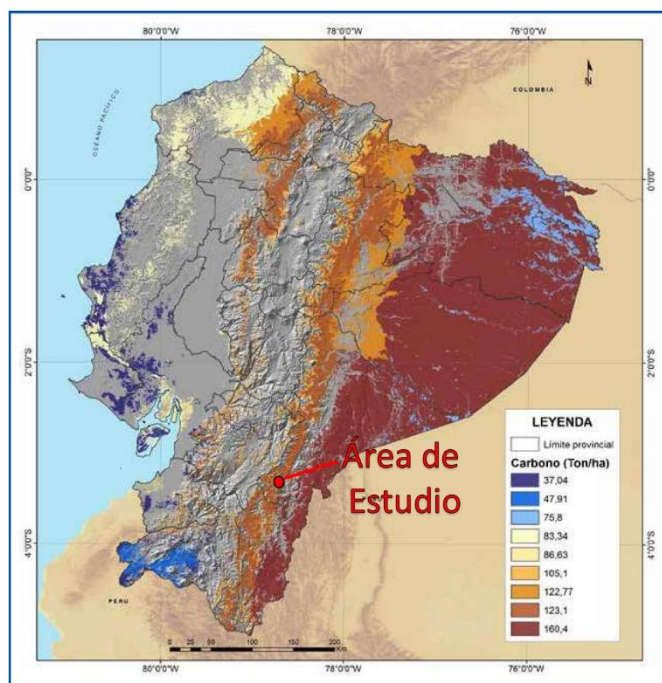 80°0'0"W
78°0'0"W
76°0'0"W
N
COLOMBIA
OCÉANO PACÍFICO
0°0'0"
0°0'0"
2°0'0"S
2°0'0"S
4°0'0"S
4°0'0"S
Área de
Estudio
PERU
LEYENDA
Límite provincial
Carbono (Ton/ha)
37,04
47,91
75,8
83,34
86,63
105,1
122,77
123,1
160,4
0 25 50 100 150 200
Km
80°0'0"W
78°0'0"W
76°0'0"W